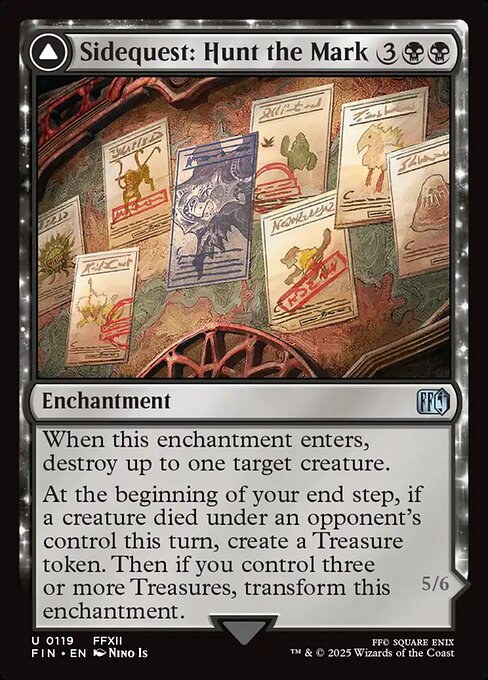 Sidequest: Hunt the Mark 3
Enchantment
FF
When this enchantment enters,
destroy up to one target creature.
At the beginning of your end step, if
a creature died under an opponent's
control this turn, create a Treasure
token. Then if you control three
or more Treasures, transform this
enchantment.
5/6
U 0119 FFXII
FIN • EN Nino Is
FF© SQUARE ENIX
™ & © 2025 Wizards of the Coast